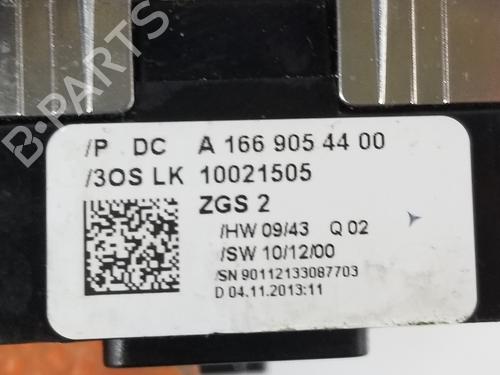 B-PARTS
/P DC A 166 905 44 00
/3OS LK 10021505
ZGS 2
/HW 09/43 Q 02
/SW 10/12/00
/SN 90112133087703
D 04.11.2013:11